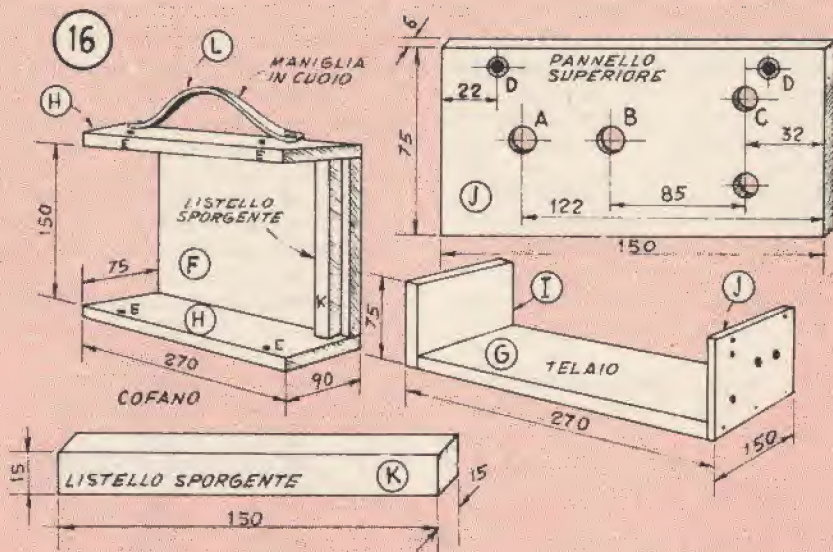 16
L
MANIGLIA
IN CUOIO
H
E
E
150
LISTELLO
SPORGENTE
75
F
H
K
E
E
270
90
COFANO
6
PANNELLO
SUPERIORE
D
D
22
A
B
C
32
75
J
85
122
150
I
J
75
G
TELAIO
270
150
15
LISTELLO SPORGENTE
K
15
150